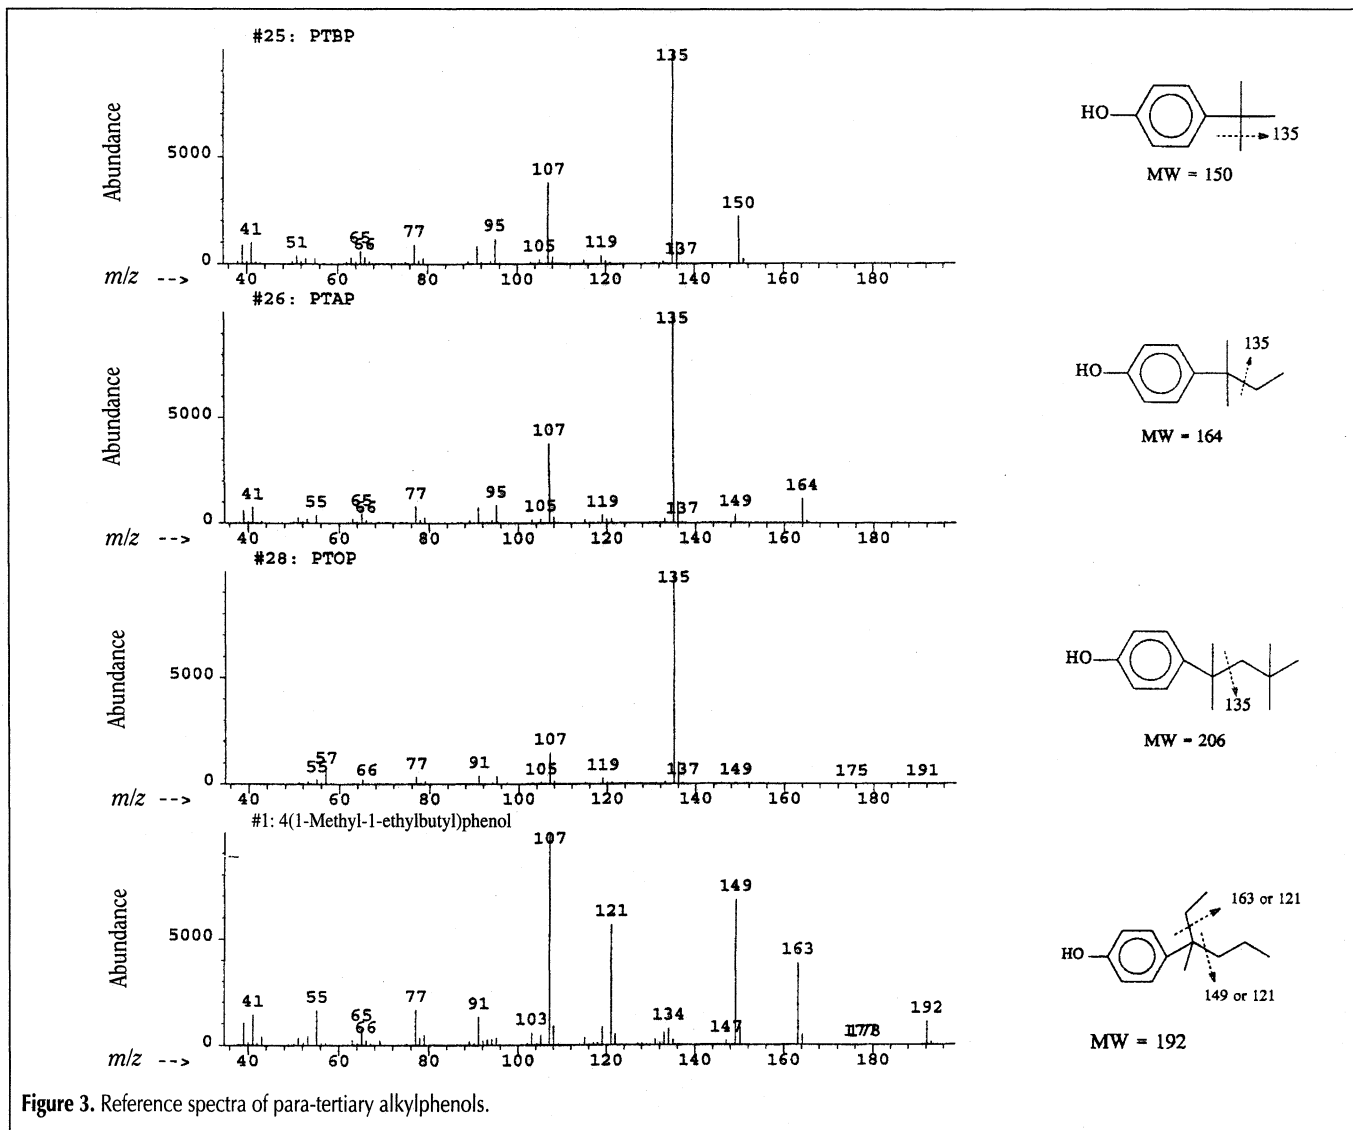 #25: PTBP
135
Abundance
5000
107
150
41
51
65
66
77
95
105
119
137
0
m/z -->
40 60 80 100 120 140 160 180
HO
135
MW = 150
#26: PTAP
135
Abundance
5000
107
164
41
55
65
66
77
95
105
119
137
149
0
m/z -->
40 60 80 100 120 140 160 180
HO
135
MW = 164
#28: PTOP
135
Abundance
5000
107
57
55
66
77
91
105
119
137
149
175
191
0
m/z -->
40 60 80 100 120 140 160 180
HO
135
MW = 206
#1: 4(1-Methyl-1-ethylbutyl)phenol
107
Abundance
5000
149
121
163
192
41
55
65
66
77
91
103
134
147
0
m/z -->
40 60 80 100 120 140 160 180
163 or 121
HO
149 or 121
MW = 192
Figure 3. Reference spectra of para-tertiary alkylphenols.